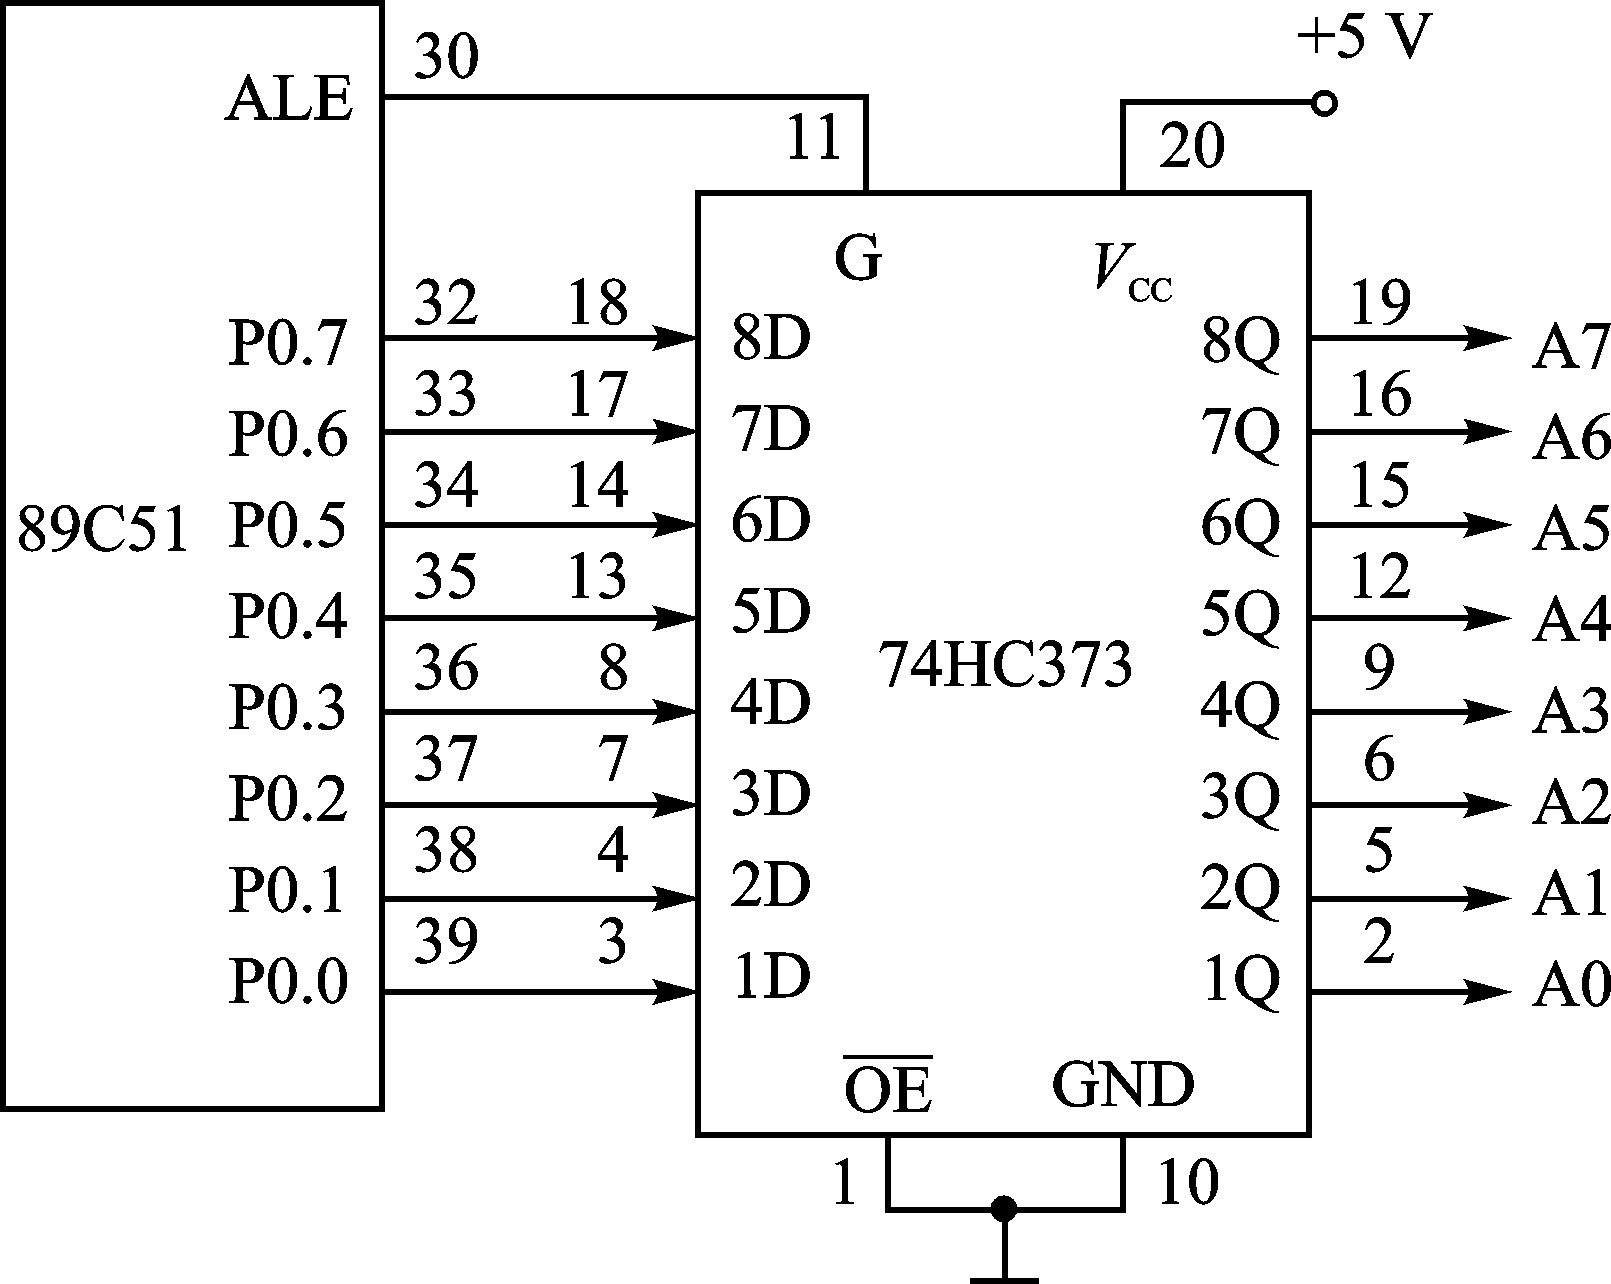 +5 V
ALE 30
11 20
G VCC
P0.7 32 18 8D 8Q 19 A7
P0.6 33 17 7D 7Q 16 A6
89C51 P0.5 34 14 6D 6Q 15 A5
P0.4 35 13 5D 5Q 12 A4
74HC373
P0.3 36 8 4D 4Q 9 A3
P0.2 37 7 3D 3Q 6 A2
P0.1 38 4 2D 2Q 5 A1
P0.0 39 3 1D 1Q 2 A0
O̅E̅ GND
1 10